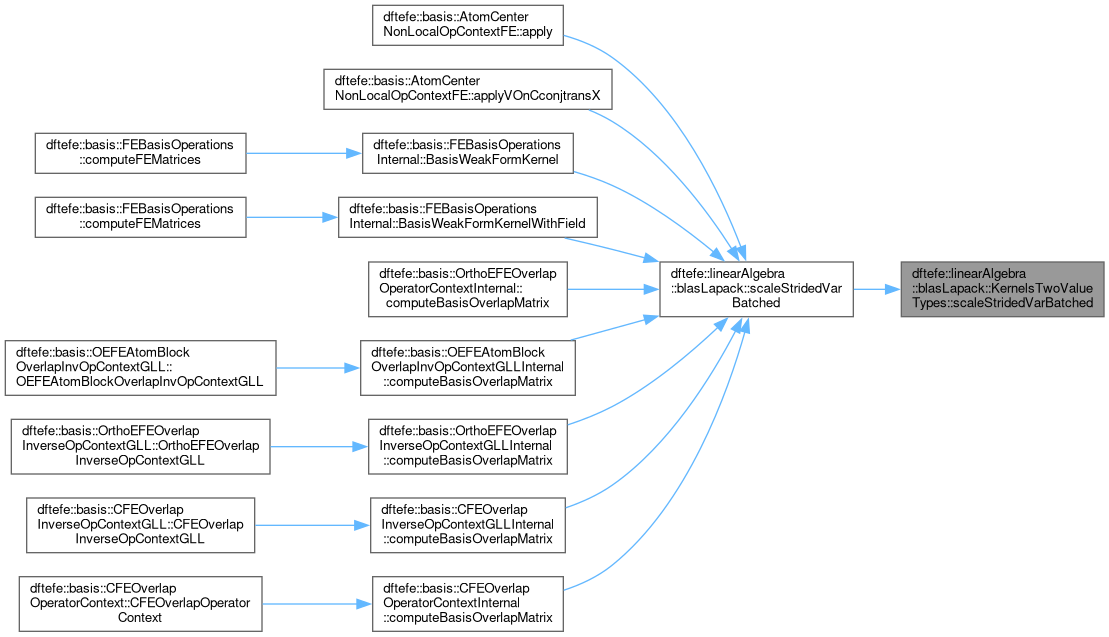 dftefe::basis::AtomCenter
NonLocalOpContextFE::apply
dftefe::basis::AtomCenter
NonLocalOpContextFE::applyVOnCconjtransX
dftefe::basis::FEBasisOperations
::computeFEMatrices
dftefe::basis::FEBasisOperations
Internal::BasisWeakFormKernel
dftefe::basis::FEBasisOperations
::computeFEMatrices
dftefe::basis::FEBasisOperations
Internal::BasisWeakFormKernelWithField
dftefe::basis::OrthoEFEOverlap
OperatorContextInternal::
computeBasisOverlapMatrix
dftefe::linearAlgebra
::blasLapack::scaleStridedVar
Batched
dftefe::linearAlgebra
::blasLapack::KernelsTwoValue
Types::scaleStridedVarBatched
dftefe::basis::OEFEAtomBlock
OverlapInvOpContextGLL::
OEFEAtomBlockOverlapInvOpContextGLL
dftefe::basis::OEFEAtomBlock
OverlapInvOpContextGLLInternal
::computeBasisOverlapMatrix
dftefe::basis::OrthoEFEOverlap
InverseOpContextGLL::OrthoEFEOverlap
InverseOpContextGLL
dftefe::basis::OrthoEFEOverlap
InverseOpContextGLLInternal
::computeBasisOverlapMatrix
dftefe::basis::CFEOverlap
InverseOpContextGLL::CFEOverlap
InverseOpContextGLL
dftefe::basis::CFEOverlap
InverseOpContextGLLInternal
::computeBasisOverlapMatrix
dftefe::basis::CFEOverlap
OperatorContext::CFEOverlapOperator
Context
dftefe::basis::CFEOverlap
OperatorContextInternal
::computeBasisOverlapMatrix